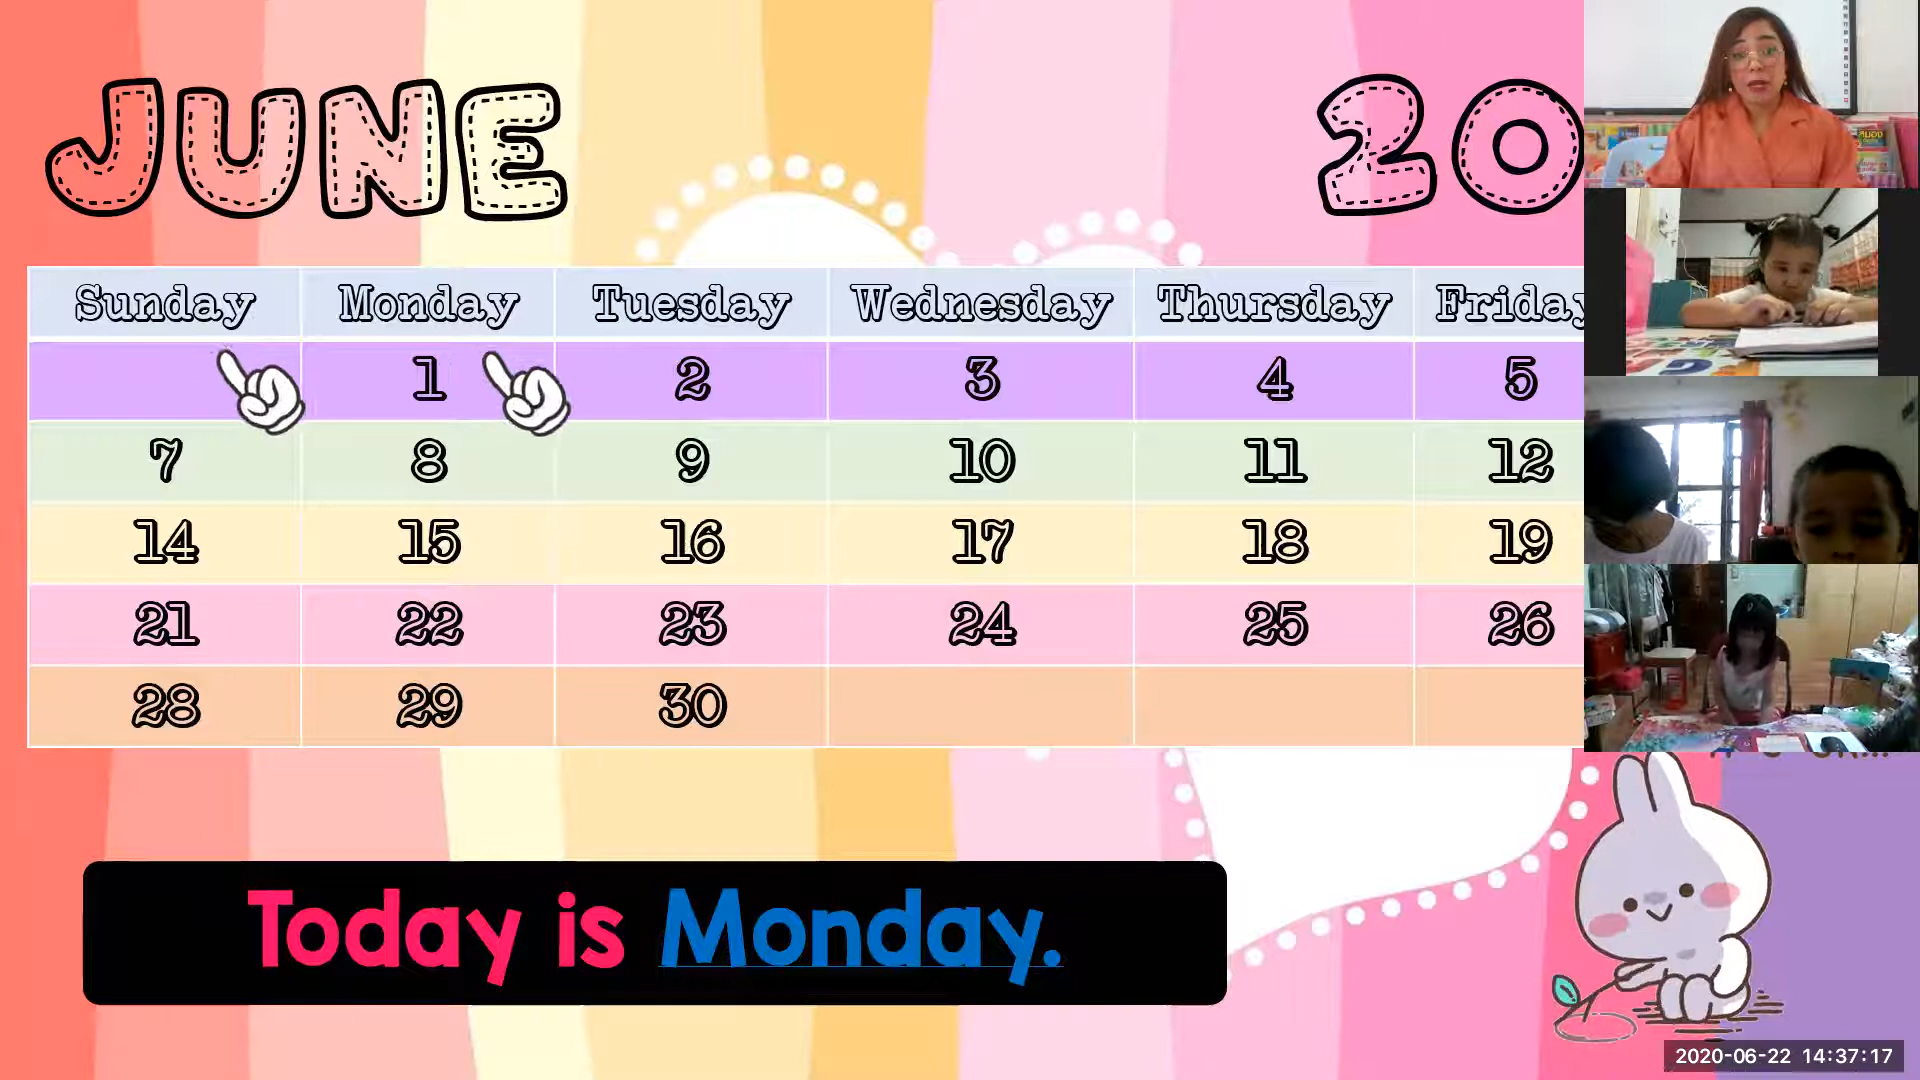 JUNE 20
Sunday Monday Tuesday Wednesday Thursday Friday
1 2 3 4 5
7 8 9 10 11 12
14 15 16 17 18 19
21 22 23 24 25 26
28 29 30
Today is Monday.
2020-06-22 14:37:17